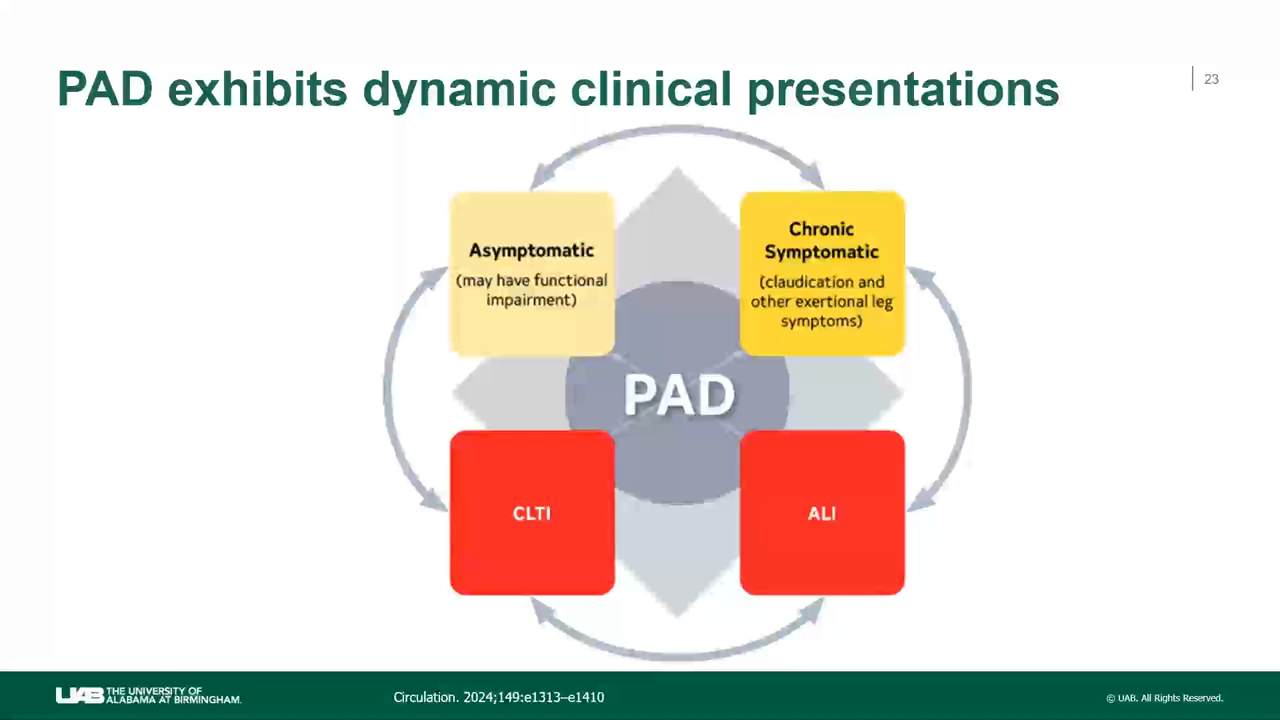 PAD exhibits dynamic clinical presentations
23
Asymptomatic
(may have functional
impairment)
Chronic
Symptomatic
(claudication and
other exertional leg
symptoms)
PAD
CLTI
ALI
UAB THE UNIVERSITY OF
ALABAMA AT BIRMINGHAM.
Circulation. 2024;149:e1313–e1410
© UAB. All Rights Reserved.